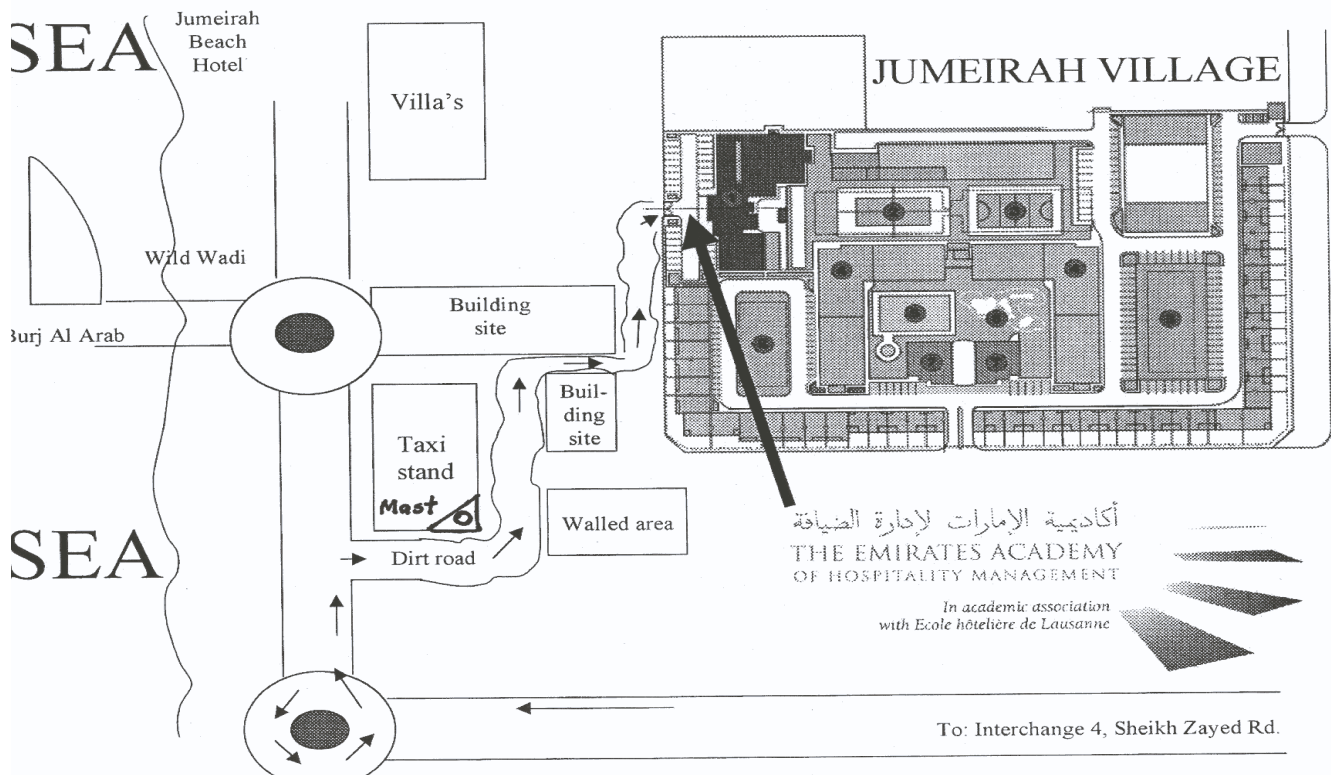 SEA
Jumeirah
Beach
Hotel
Villa's
JUMEIRAH VILLAGE
Wild Wadi
Burj Al Arab
Building
site
Buil-
ding
site
Taxi
stand
Mast
Walled area
Dirt road
SEA
أكاديمية الإمارات لإدارة الضيافة
THE EMIRATES ACADEMY
OF HOSPITALITY MANAGEMENT
In academic association
with Ecole hôtelière de Lausanne
To: Interchange 4, Sheikh Zayed Rd.